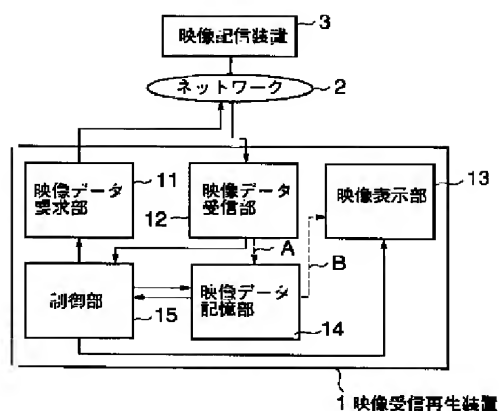 映像配信装置
3
ネットワーク
2
映像データ
要求部
11
映像データ
受信部
12
映像表示部
13
A
B
制御部
15
映像データ
記憶部
14
1 映像受信再生装置